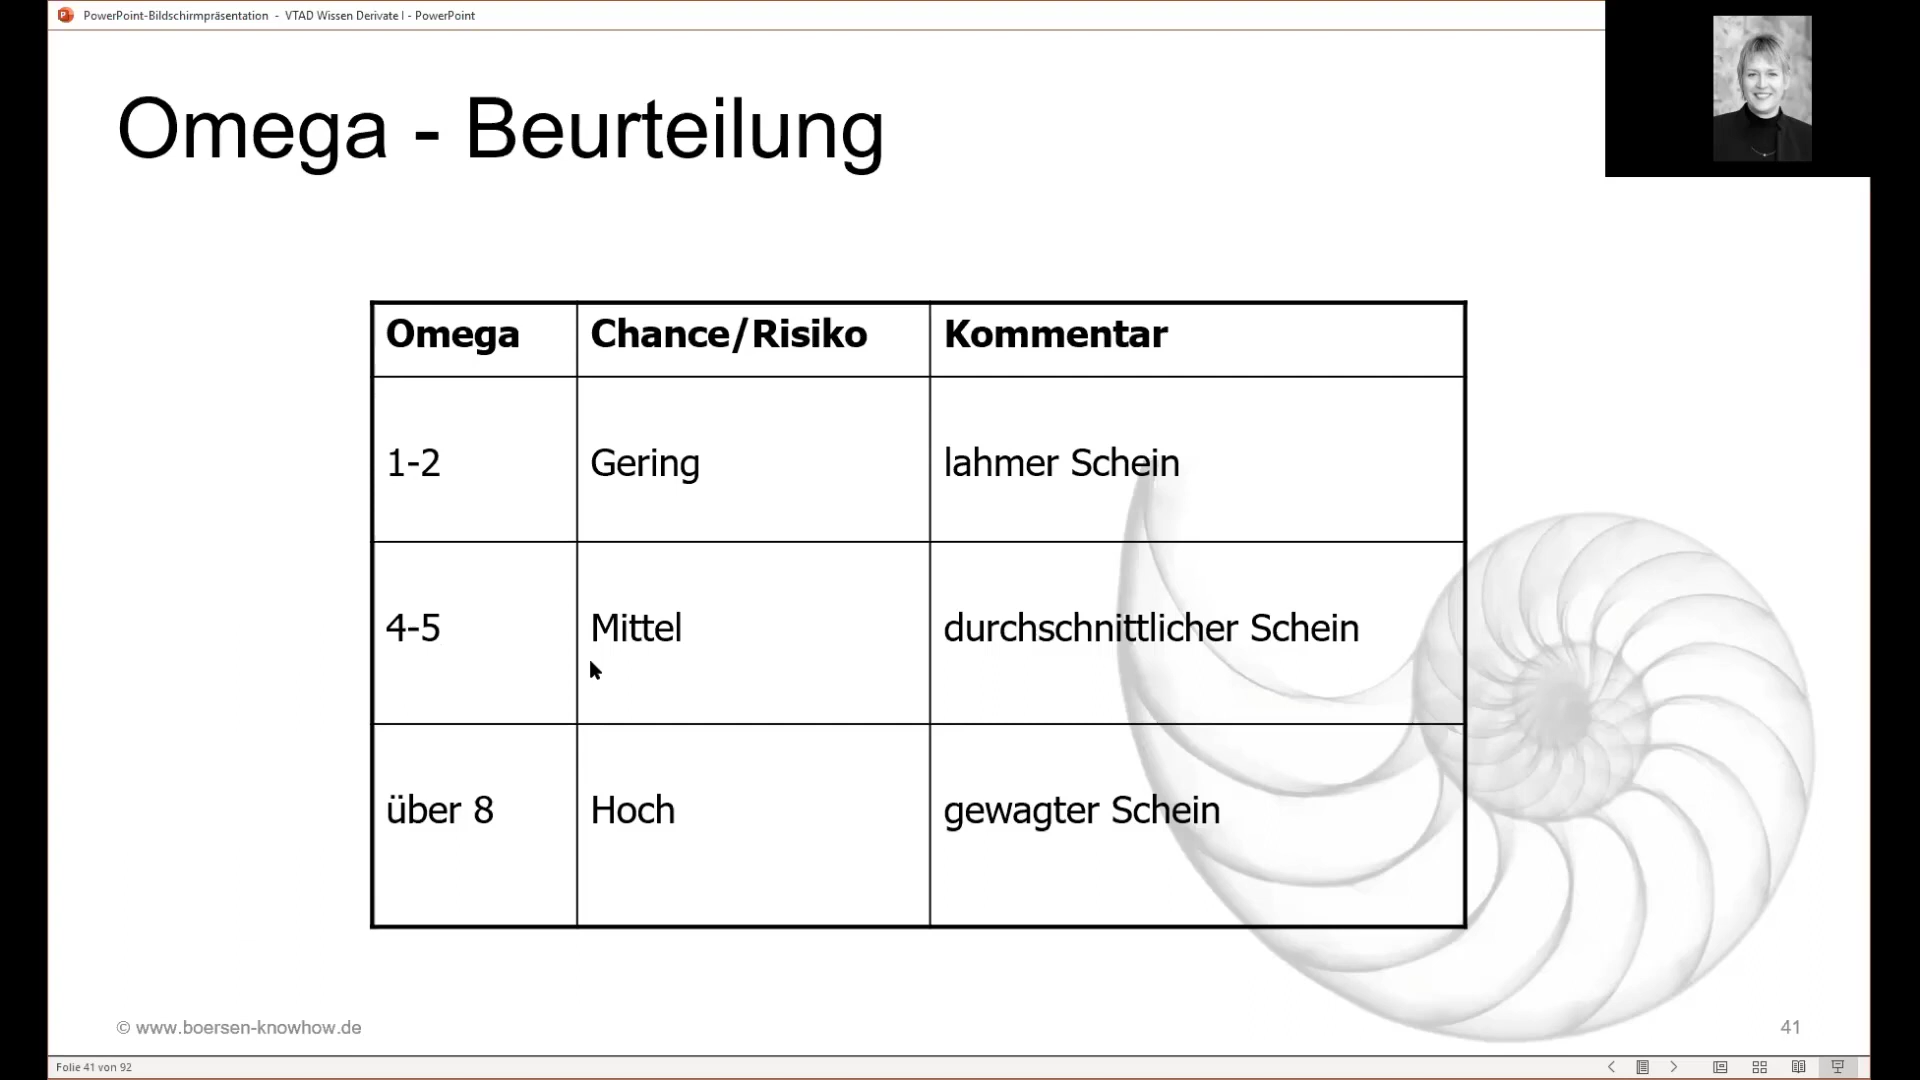 PowerPoint-Bildschirmpräsentation - VTAD Wissen Derivate I - PowerPoint
Omega - Beurteilung
Omega Chance/Risiko Kommentar
1-2 Gering lahmer Schein
4-5 Mittel durchschnittlicher Schein
über 8 Hoch gewagter Schein
© www.boersen-knowhow.de 41
Folie 41 von 92